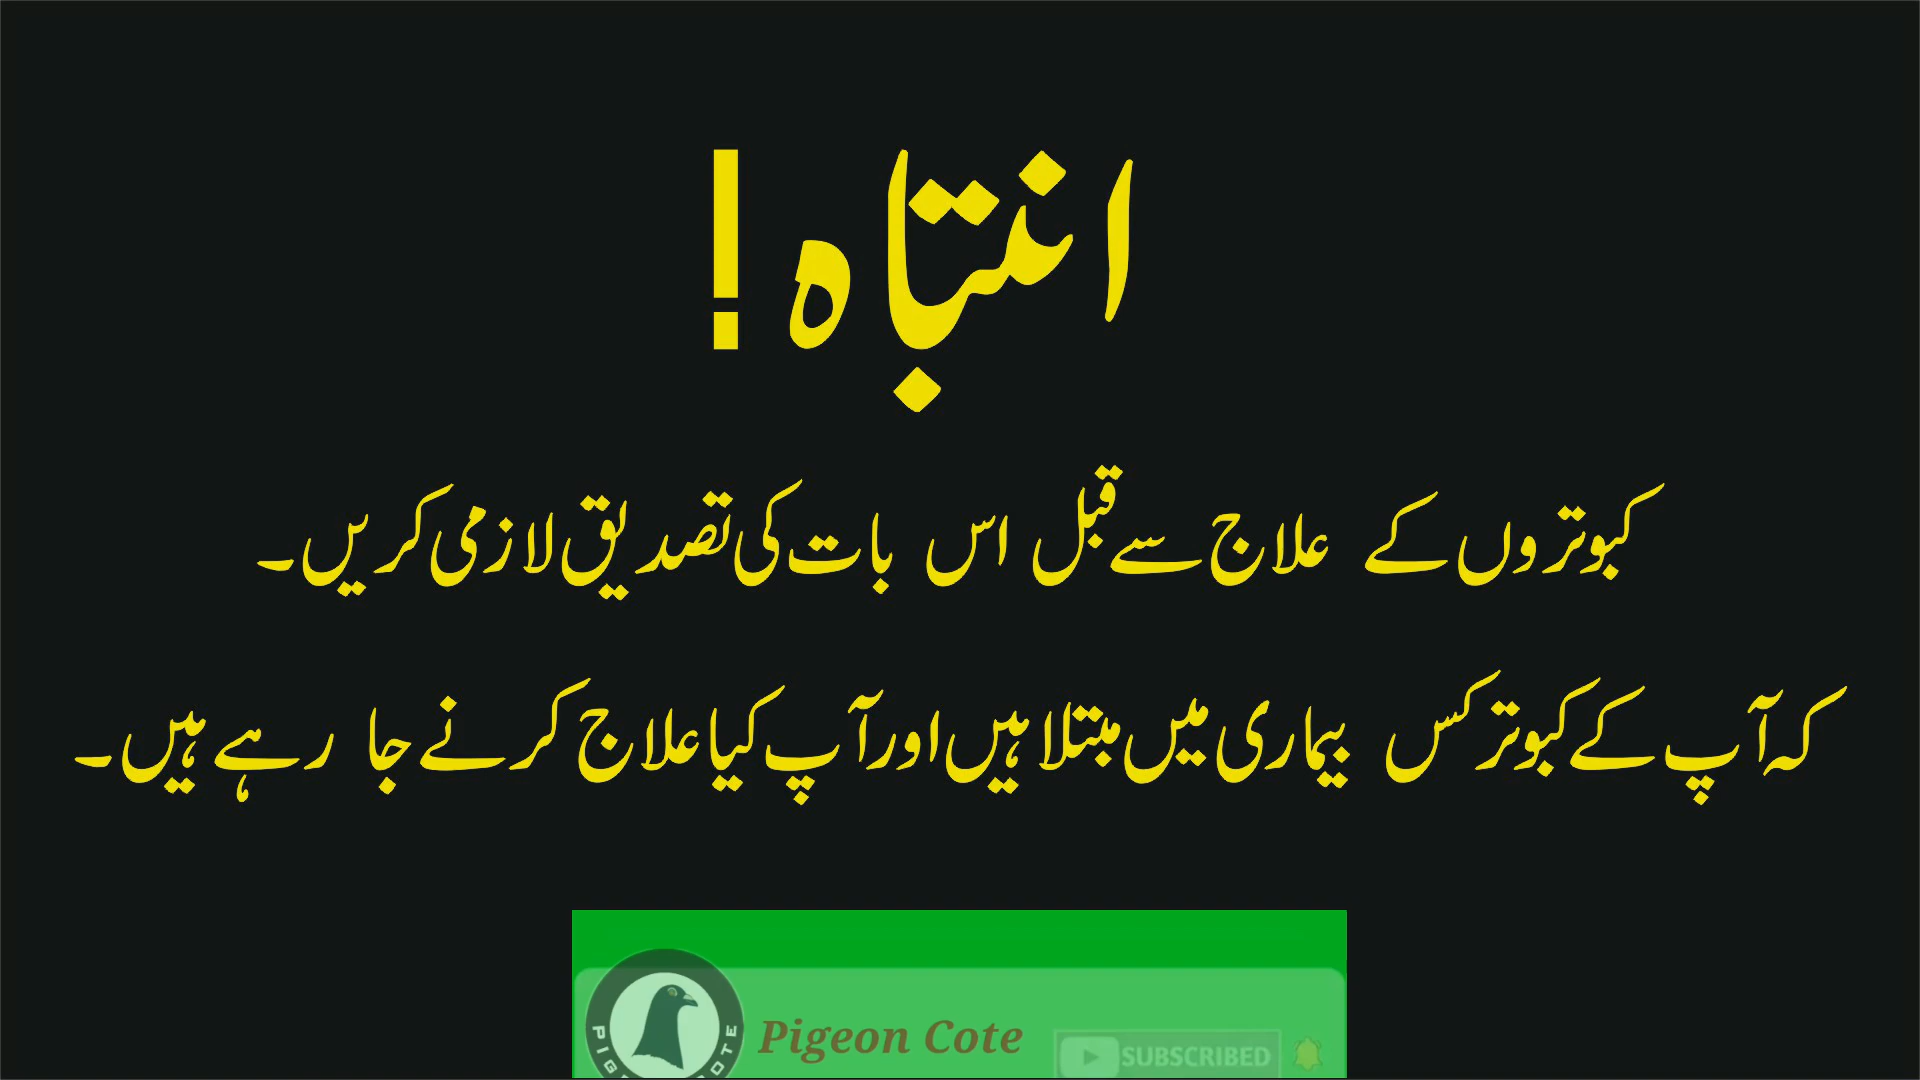 انتباہ!
کبوتروں کے علاج سے قبل اس بات کی تصدیق لازمی کریں۔
کہ آپ کے کبوتر کس بیماری میں مبتلا ہیں اور آپ کیا علاج کرنے جا رہے ہیں۔
Pigeon Cote
SUBSCRIBED